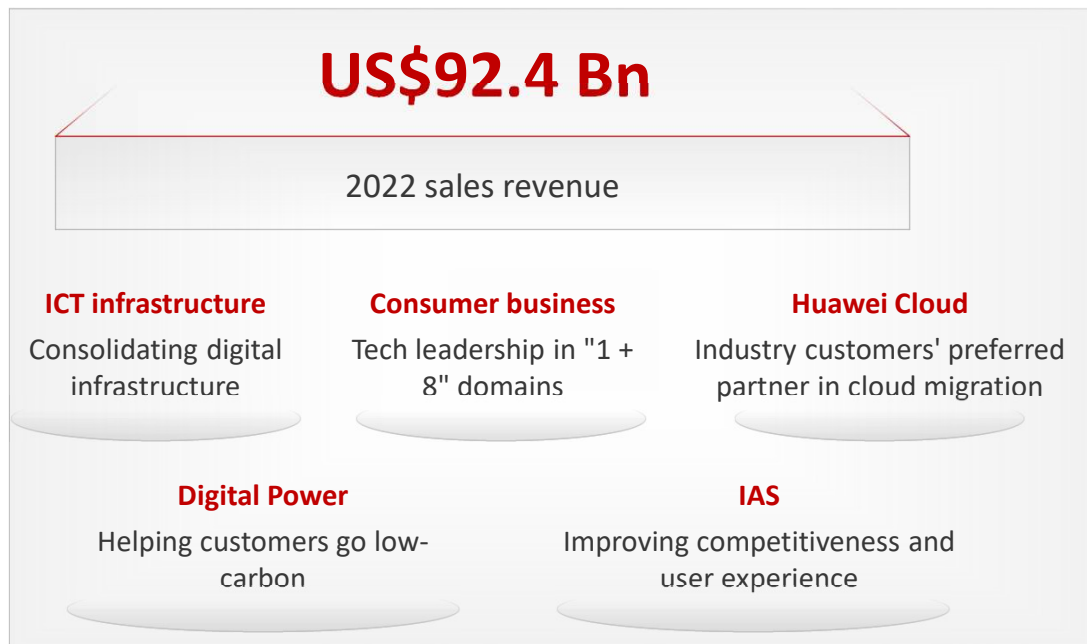 US$92.4 Bn
2022 sales revenue
ICT infrastructure
Consolidating digital
infrastructure
Consumer business
Tech leadership in "1 +
8" domains
Huawei Cloud
Industry customers' preferred
partner in cloud migration
Digital Power
Helping customers go low-
carbon
IAS
Improving competitiveness and
user experience